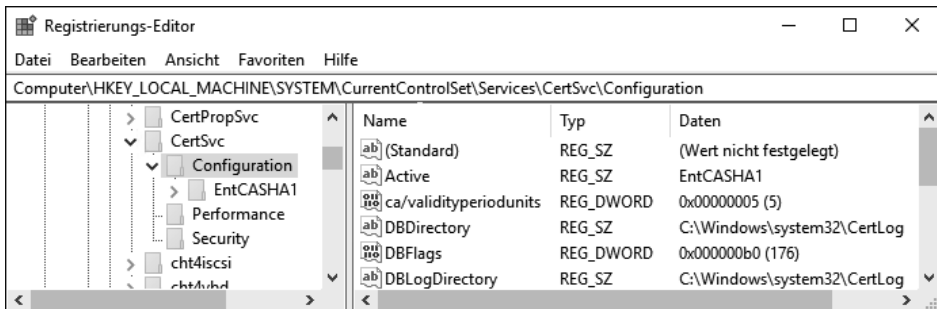 Registrierungs-Editor
Datei Bearbeiten Ansicht Favoriten Hilfe
Computer\HKEY_LOCAL_MACHINE\SYSTEM\CurrentControlSet\Services\CertSvc\Configuration
CertPropSvc
CertSvc
Configuration
EntCASHA1
Performance
Security
cht4iscsi
cht4vbd
Name Typ Daten
(Standard) REG_SZ (Wert nicht festgelegt)
Active REG_SZ EntCASHA1
ca/validityperiodunits REG_DWORD 0x00000005 (5)
DBDirectory REG_SZ C:\Windows\system32\CertLog
DBFlags REG_DWORD 0x000000b0 (176)
DBLogDirectory REG_SZ C:\Windows\system32\CertLog